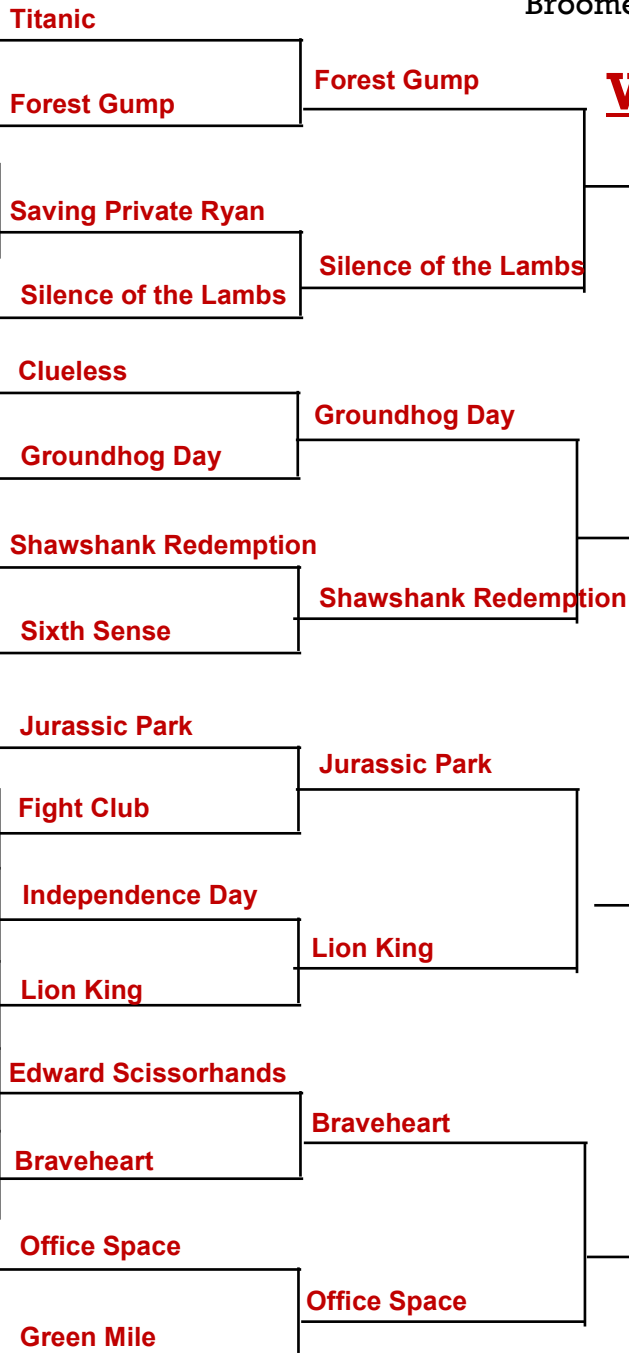 Titanic
Forest Gump
Forest Gump
Saving Private Ryan
Silence of the Lambs
Silence of the Lambs
Clueless
Groundhog Day
Groundhog Day
Shawshank Redemption
Shawshank Redemption
Sixth Sense
Jurassic Park
Jurassic Park
Fight Club
Independence Day
Lion King
Lion King
Edward Scissorhands
Braveheart
Braveheart
Office Space
Office Space
Green Mile